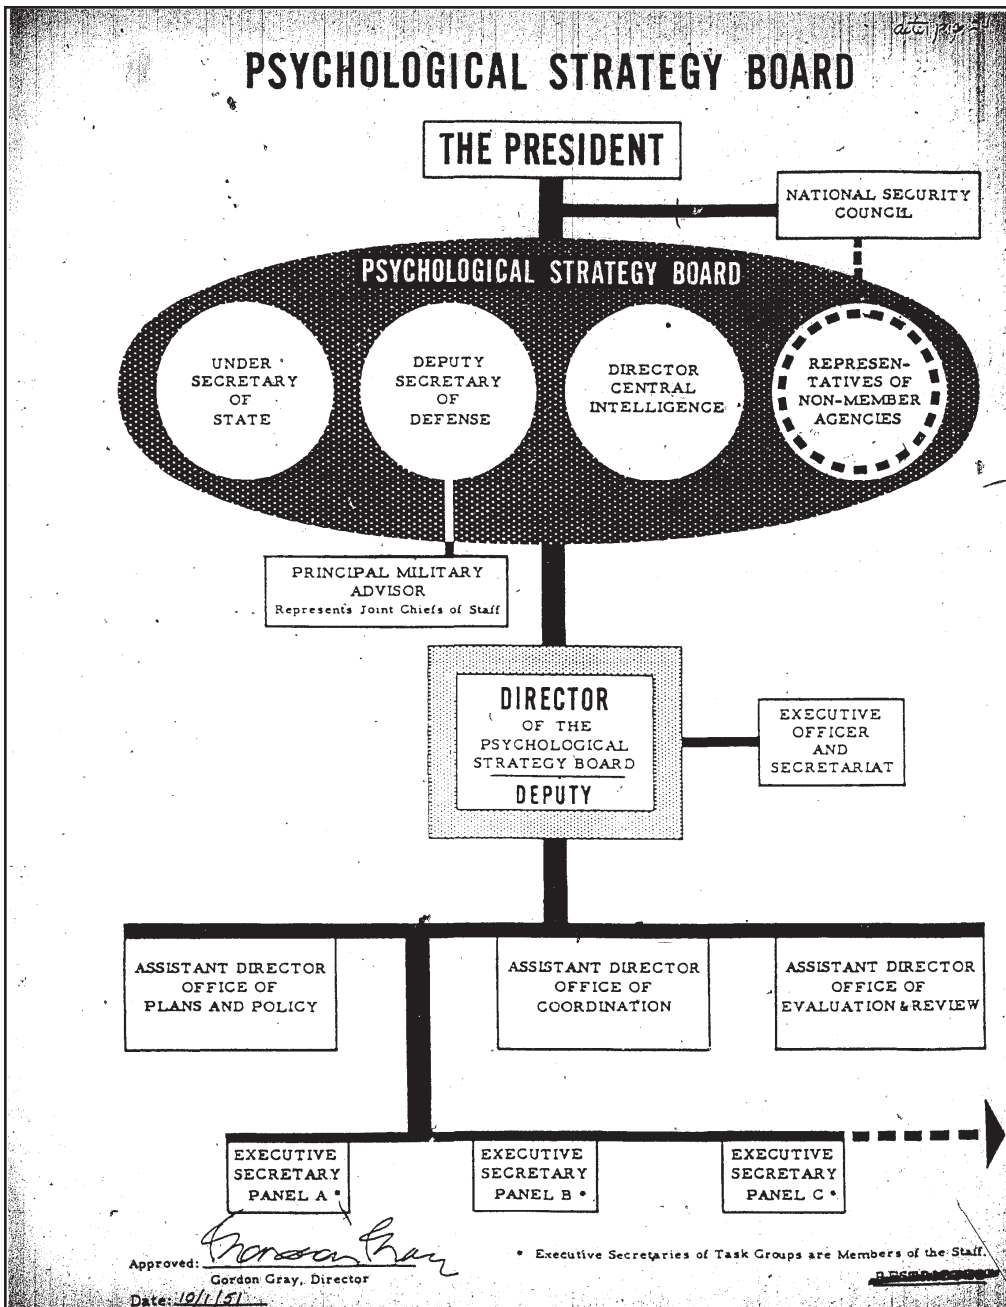 PSYCHOLOGICAL STRATEGY BOARD
THE PRESIDENT
NATIONAL SECURITY
COUNCIL
PSYCHOLOGICAL STRATEGY BOARD
UNDER
SECRETARY
OF
STATE
DEPUTY
SECRETARY
OF
DEFENSE
DIRECTOR
CENTRAL
INTELLIGENCE
REPRESEN-
TATIVES OF
NON-MEMBER
AGENCIES
PRINCIPAL MILITARY
ADVISOR
Represents Joint Chiefs of Staff
DIRECTOR
OF THE
PSYCHOLOGICAL
STRATEGY BOARD
DEPUTY
EXECUTIVE
OFFICER
AND
SECRETARIAT
ASSISTANT DIRECTOR
OFFICE OF
PLANS AND POLICY
ASSISTANT DIRECTOR
OFFICE OF
COORDINATION
ASSISTANT DIRECTOR
OFFICE OF
EVALUATION & REVIEW
EXECUTIVE
SECRETARY
PANEL A *
EXECUTIVE
SECRETARY
PANEL B *
EXECUTIVE
SECRETARY
PANEL C *
* Executive Secretaries of Task Groups are Members of the Staff.
Approved: Gordon Gray
Gordon Gray, Director
Date: 10/1/51